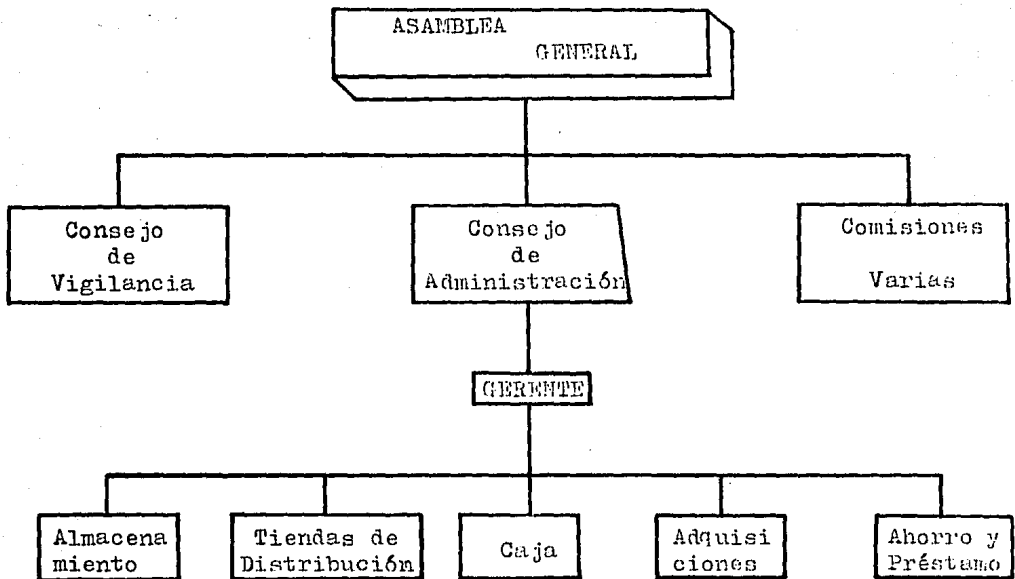 ASAMBLEA
GENERAL
Consejo
de
Vigilancia
Consejo
de
Administración
Comisiones
Varias
GERENTE
Almacena
miento
Tiendas de
Distribución
Caja
Adquisi
ciones
Ahorro y
Préstamo